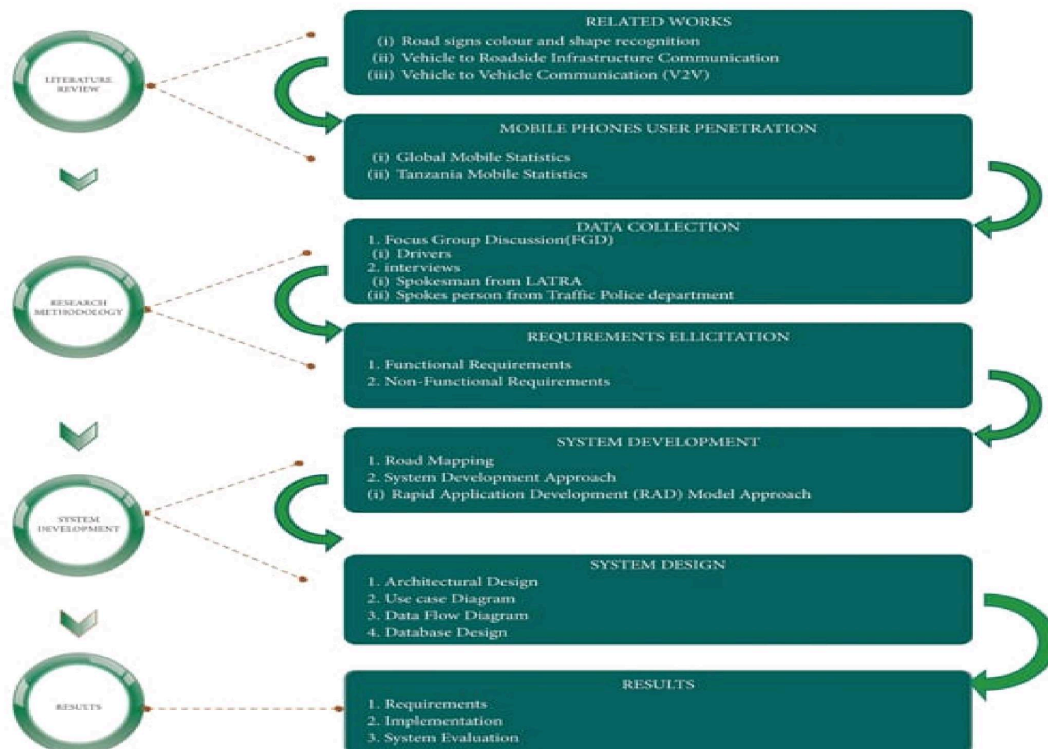 LITERATURE
REVIEW
RELATED WORKS
(i) Road signs colour and shape recognition
(ii) Vehicle to Roadside Infrastructure Communication
(iii) Vehicle to Vehicle Communication (V2V)
MOBILE PHONES USER PENETRATION
(i) Global Mobile Statistics
(ii) Tanzania Mobile Statistics
RESEARCH
METHODOLOGY
DATA COLLECTION
1. Focus Group Discussion(FGD)
(i) Drivers
2. interviews
(i) Spokesman from LATRA
(ii) Spokes person from Traffic Police department
REQUIREMENTS ELLICITATION
1. Functional Requirements
2. Non-Functional Requirements
SYSTEM
DEVELOPMENT
SYSTEM DEVELOPMENT
1. Road Mapping
2. System Development Approach
(i) Rapid Application Development (RAD) Model Approach
SYSTEM DESIGN
1. Architectural Design
2. Use case Diagram
3. Data Flow Diagram
4. Database Design
RESULTS
RESULTS
1. Requirements
2. Implementation
3. System Evaluation